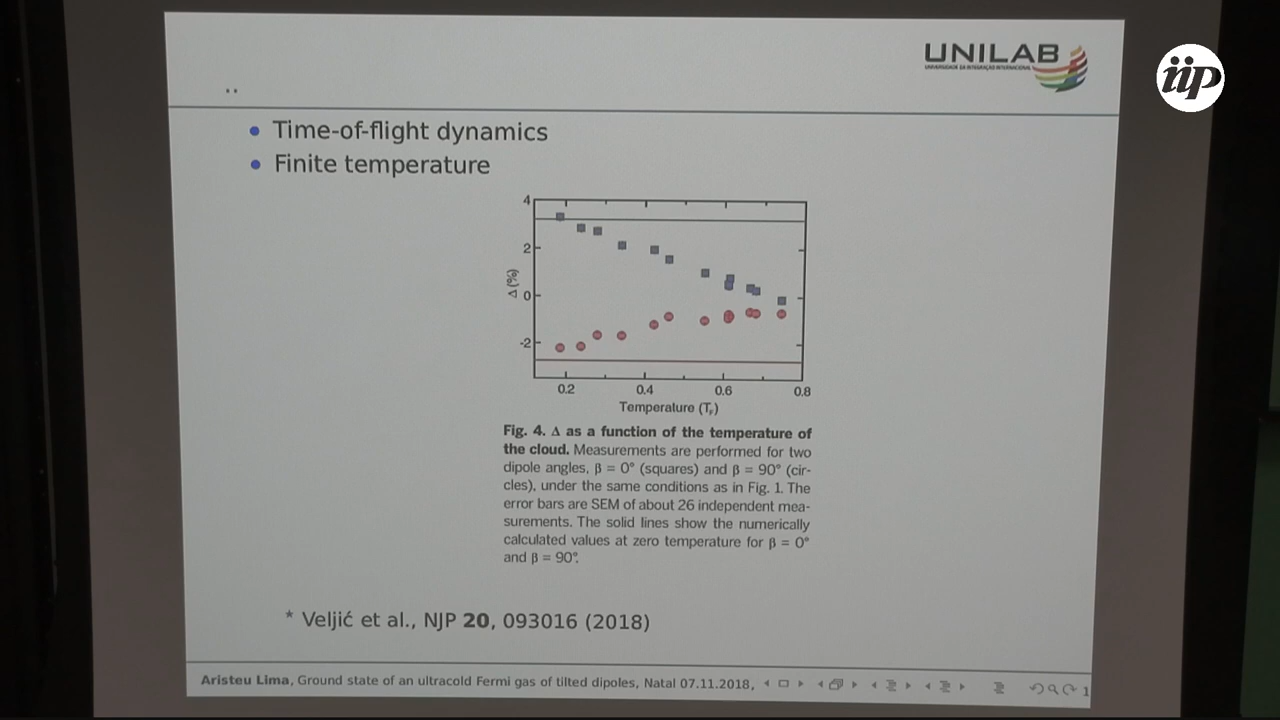 UNILAB
UNIVERSIDADE DA INTEGRAÇÃO INTERNACIONAL
iip
..
• Time-of-flight dynamics
• Finite temperature
4
2
0
-2
Δ (%)
0.2 0.4 0.6 0.8
Temperature (T_F)
Fig. 4. Δ as a function of the temperature of
the cloud. Measurements are performed for two
dipole angles, β = 0° (squares) and β = 90° (cir-
cles), under the same conditions as in Fig. 1. The
error bars are SEM of about 26 independent mea-
surements. The solid lines show the numerically
calculated values at zero temperature for β = 0°
and β = 90°.
* Veljić et al., NJP 20, 093016 (2018)
Aristeu Lima, Ground state of an ultracold Fermi gas of tilted dipoles, Natal 07.11.2018, 1